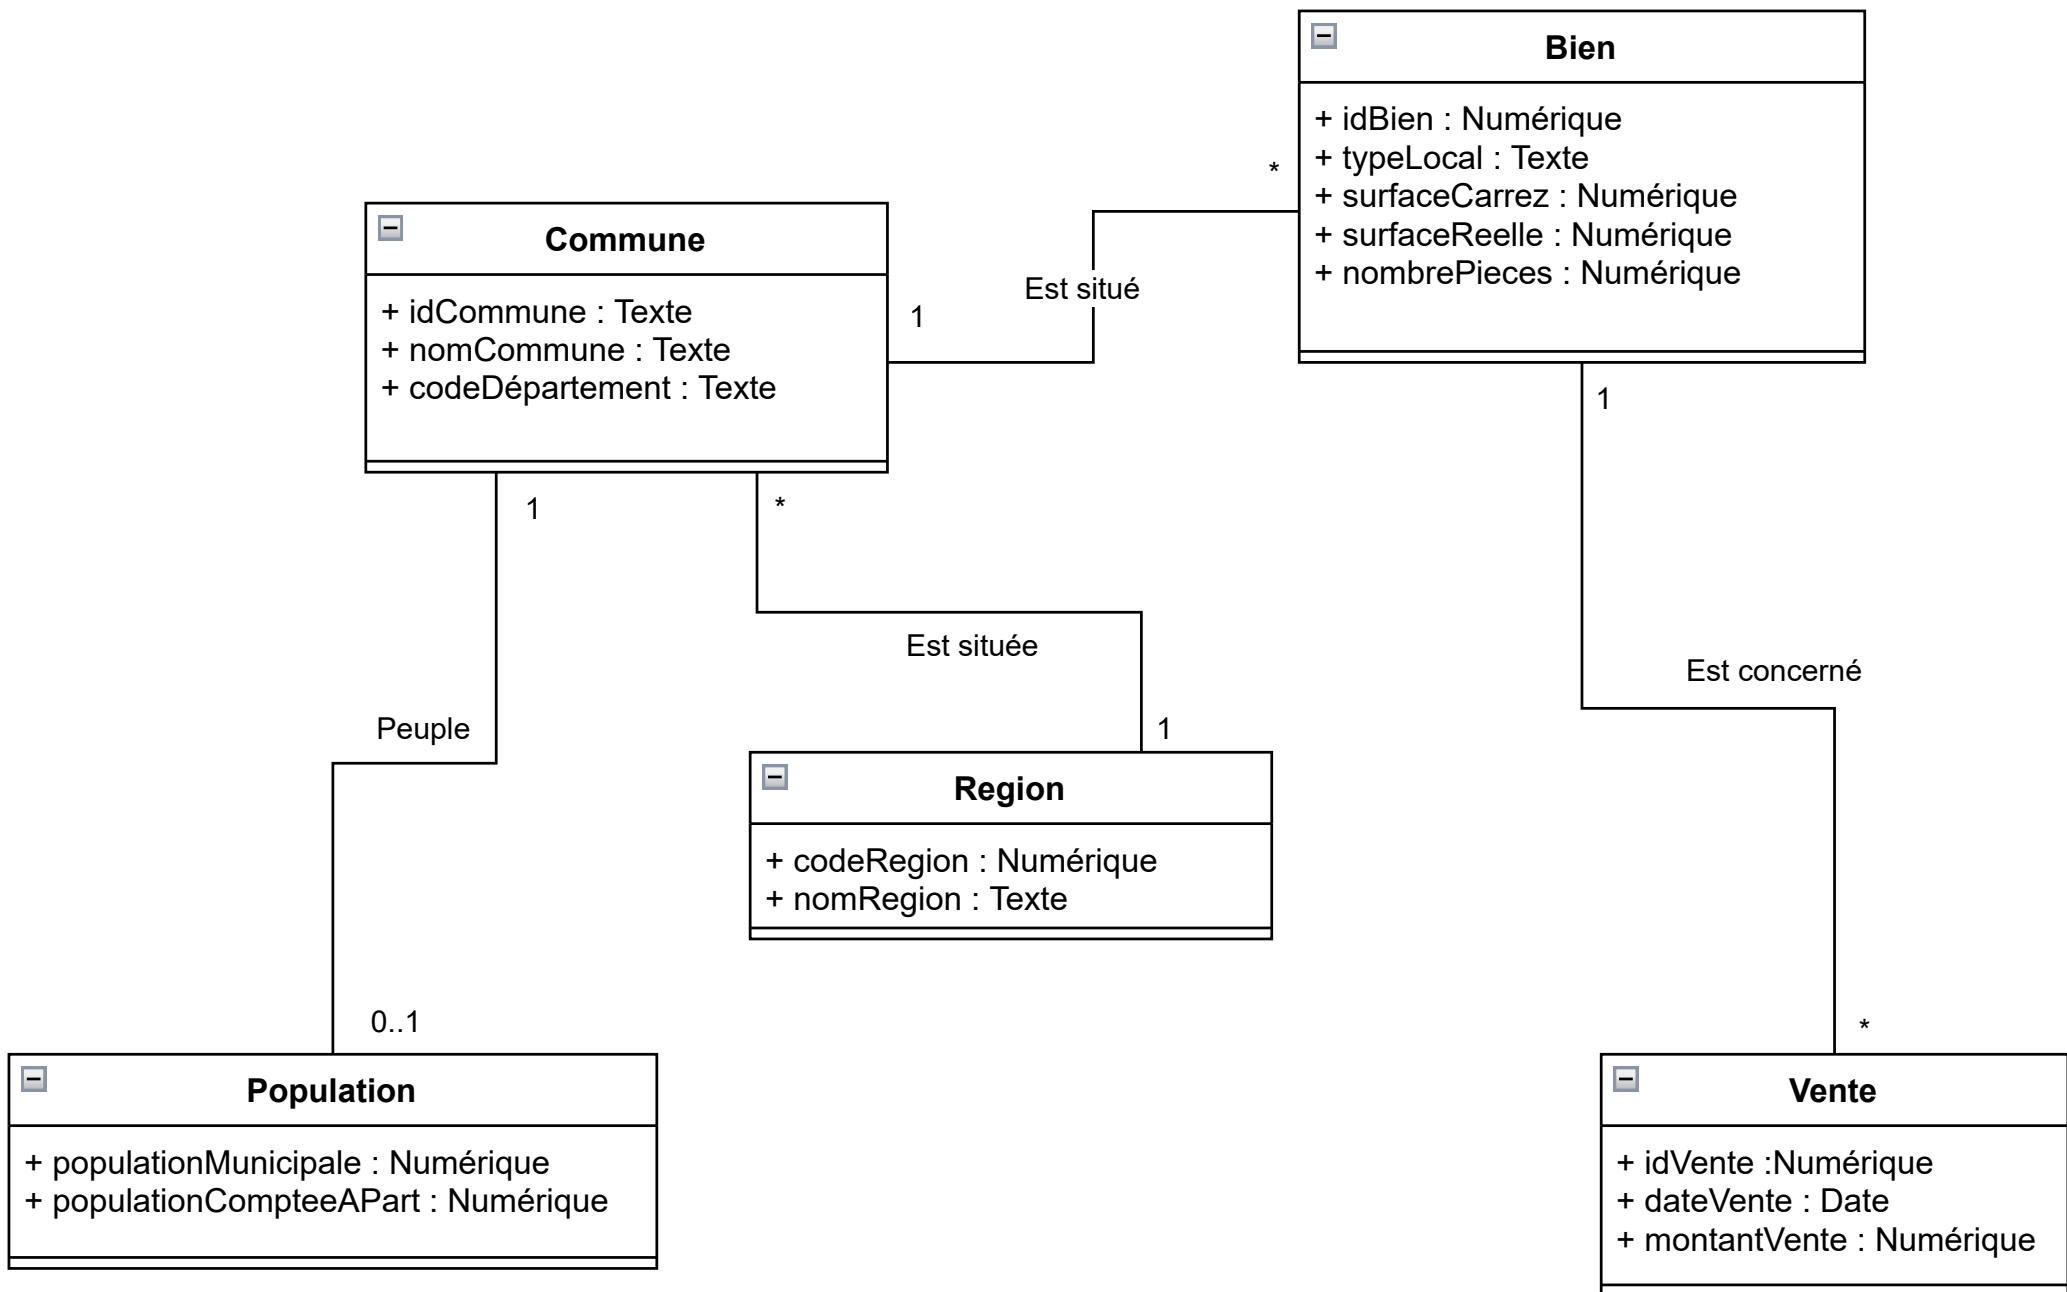 Bien
+ idBien : Numérique
+ typeLocal : Texte
+ surfaceCarrez : Numérique
+ surfaceReelle : Numérique
+ nombrePieces : Numérique
*
1
Commune
+ idCommune : Texte
+ nomCommune : Texte
+ codeDépartement : Texte
1
Est situé
1
*
Est située
Est concerné
Peuple
1
Region
+ codeRegion : Numérique
+ nomRegion : Texte
0..1
*
Population
+ populationMunicipale : Numérique
+ populationCompteeAPart : Numérique
Vente
+ idVente :Numérique
+ dateVente : Date
+ montantVente : Numérique